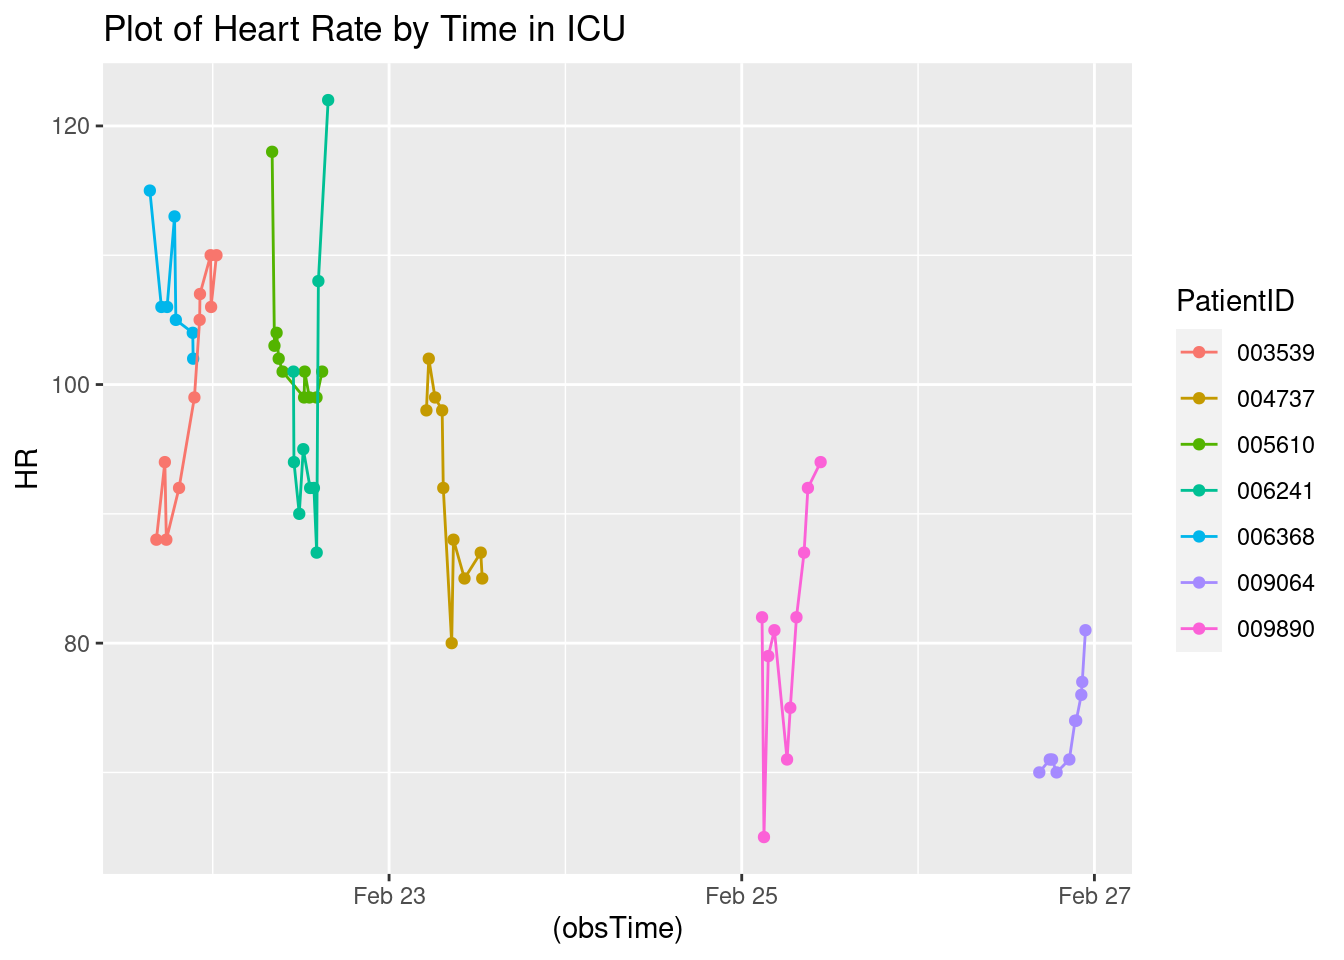 Plot of Heart Rate by Time in ICU
120
100
80
HR
Feb 23
Feb 25
Feb 27
(obsTime)
PatientID
003539
004737
005610
006241
006368
009064
009890